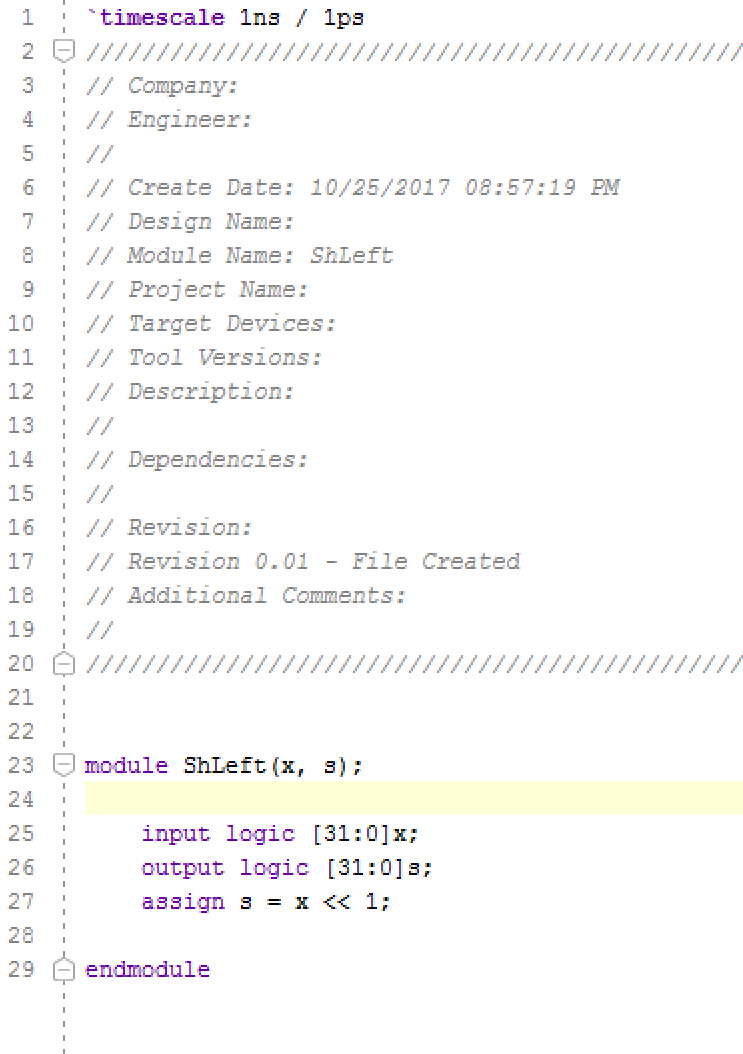 1 `timescale 1ns / 1ps
2 ///////////////////////////////////////////////
3 // Company:
4 // Engineer:
5 //
6 // Create Date: 10/25/2017 08:57:19 PM
7 // Design Name:
8 // Module Name: ShLeft
9 // Project Name:
10 // Target Devices:
11 // Tool Versions:
12 // Description:
13 //
14 // Dependencies:
15 //
16 // Revision:
17 // Revision 0.01 - File Created
18 // Additional Comments:
19 //
20 ///////////////////////////////////////////////
21
22
23 module ShLeft(x, s);
24
25 input logic [31:0]x;
26 output logic [31:0]s;
27 assign s = x << 1;
28
29 endmodule